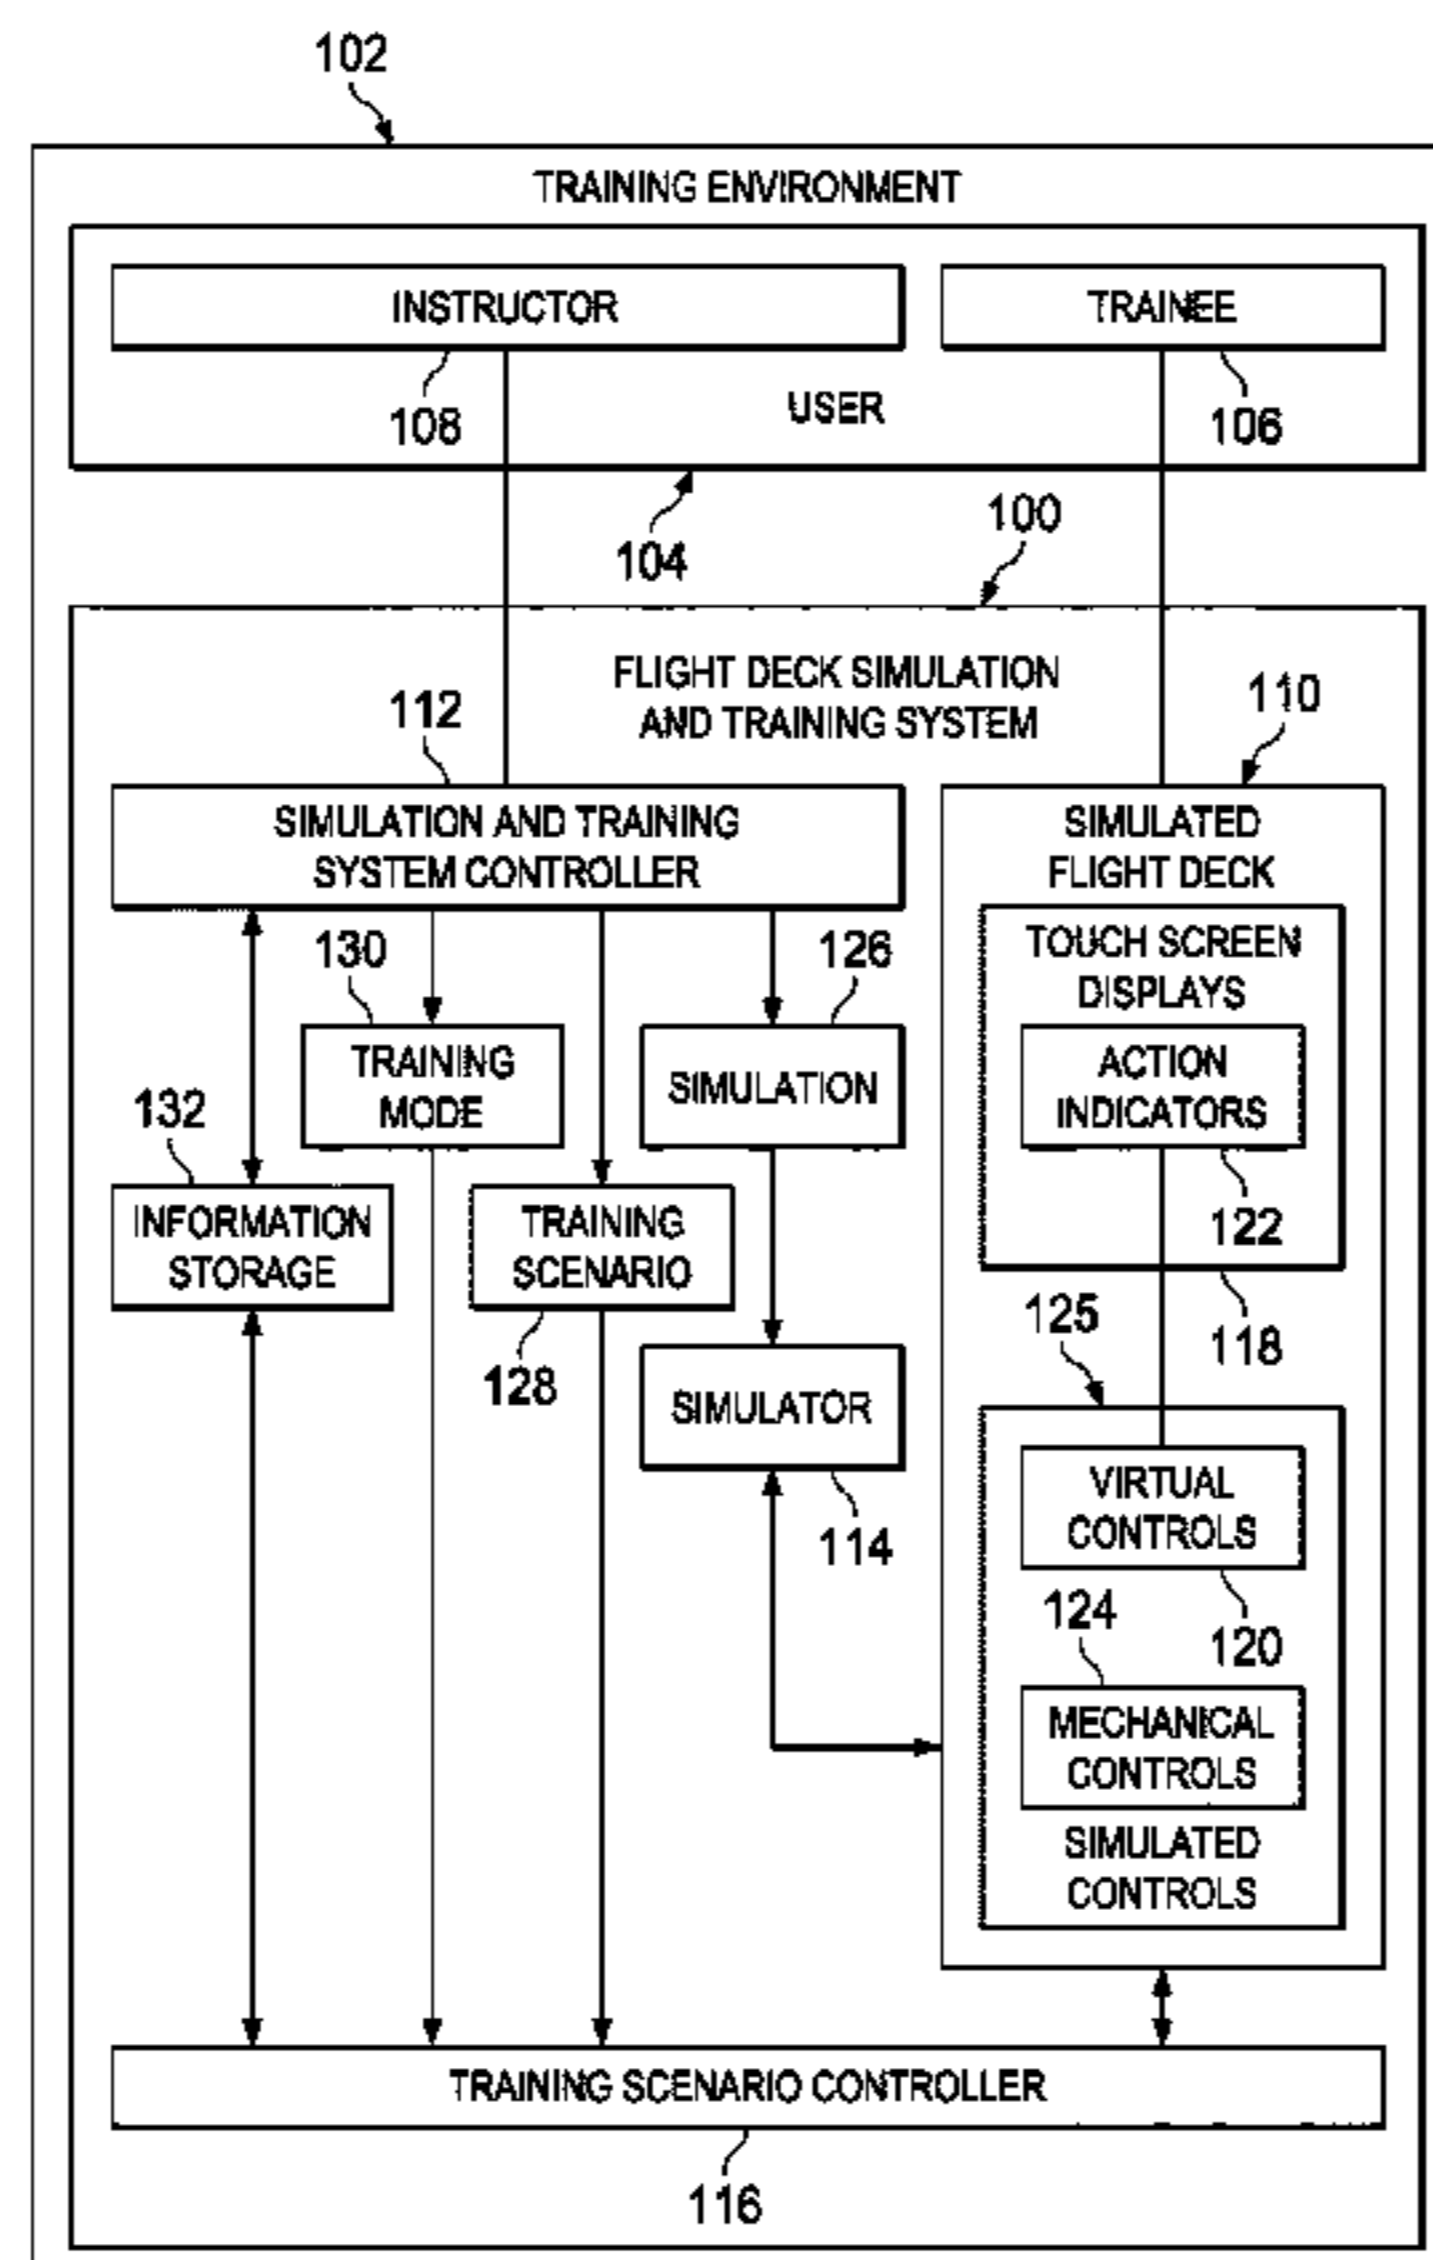 102
TRAINING ENVIRONMENT
INSTRUCTOR
TRAINEE
108
USER
106
104
100
FLIGHT DECK SIMULATION
AND TRAINING SYSTEM
112
110
SIMULATION AND TRAINING
SYSTEM CONTROLLER
SIMULATED
FLIGHT DECK
130
126
TOUCH SCREEN
DISPLAYS
TRAINING
MODE
SIMULATION
ACTION
INDICATORS
132
122
INFORMATION
STORAGE
TRAINING
SCENARIO
128
125
118
SIMULATOR
114
VIRTUAL
CONTROLS
124
120
MECHANICAL
CONTROLS
SIMULATED
CONTROLS
TRAINING SCENARIO CONTROLLER
116